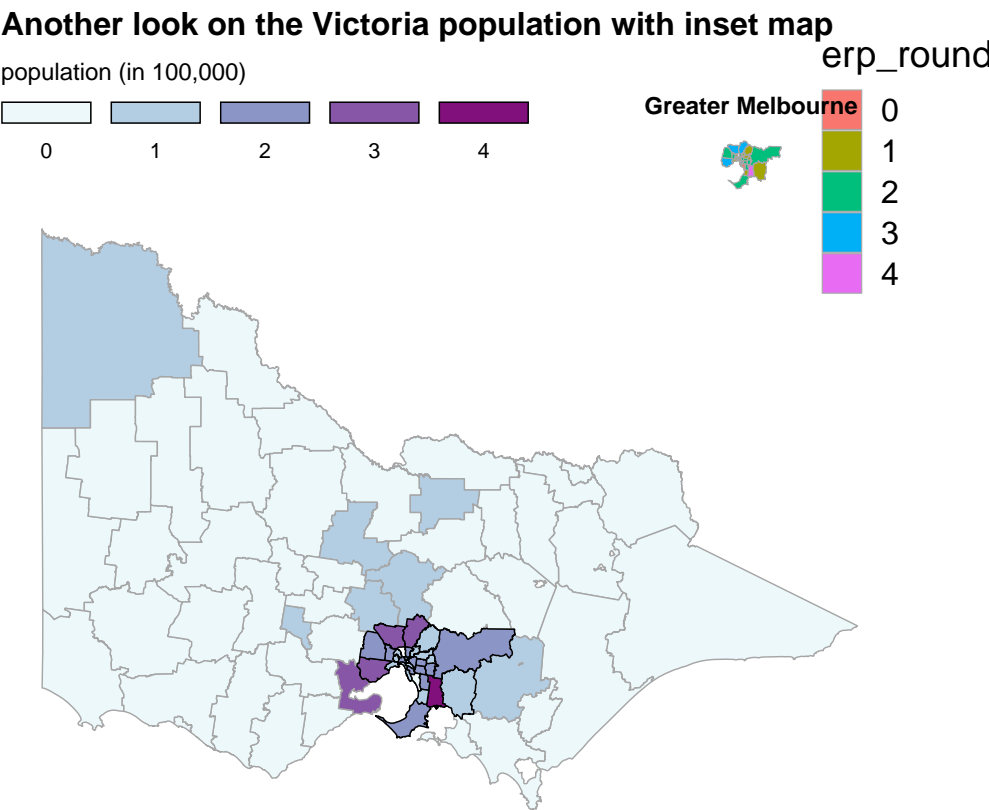 Another look on the Victoria population with inset map
population (in 100,000)
0 1 2 3 4
Greater Melbourne
erp_round
0
1
2
3
4